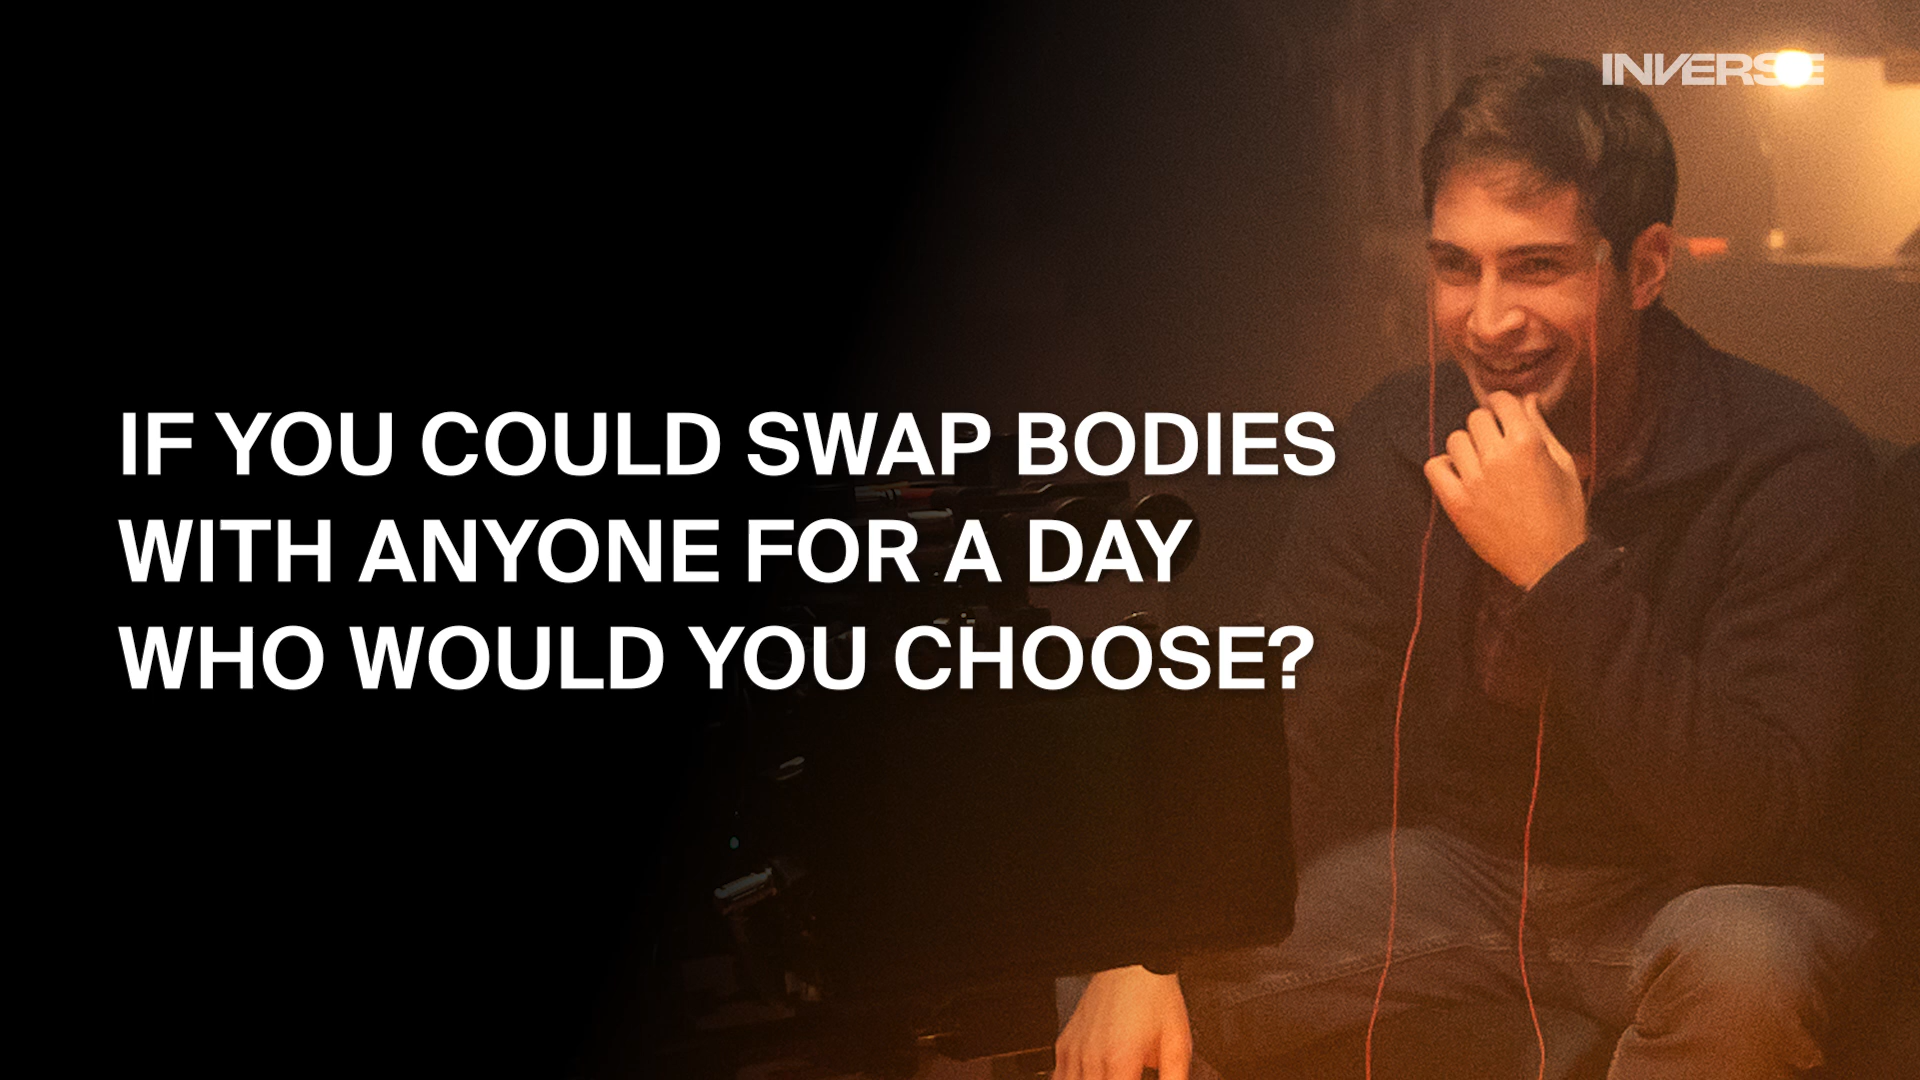 INVERSE
IF YOU COULD SWAP BODIES
WITH ANYONE FOR A DAY
WHO WOULD YOU CHOOSE?